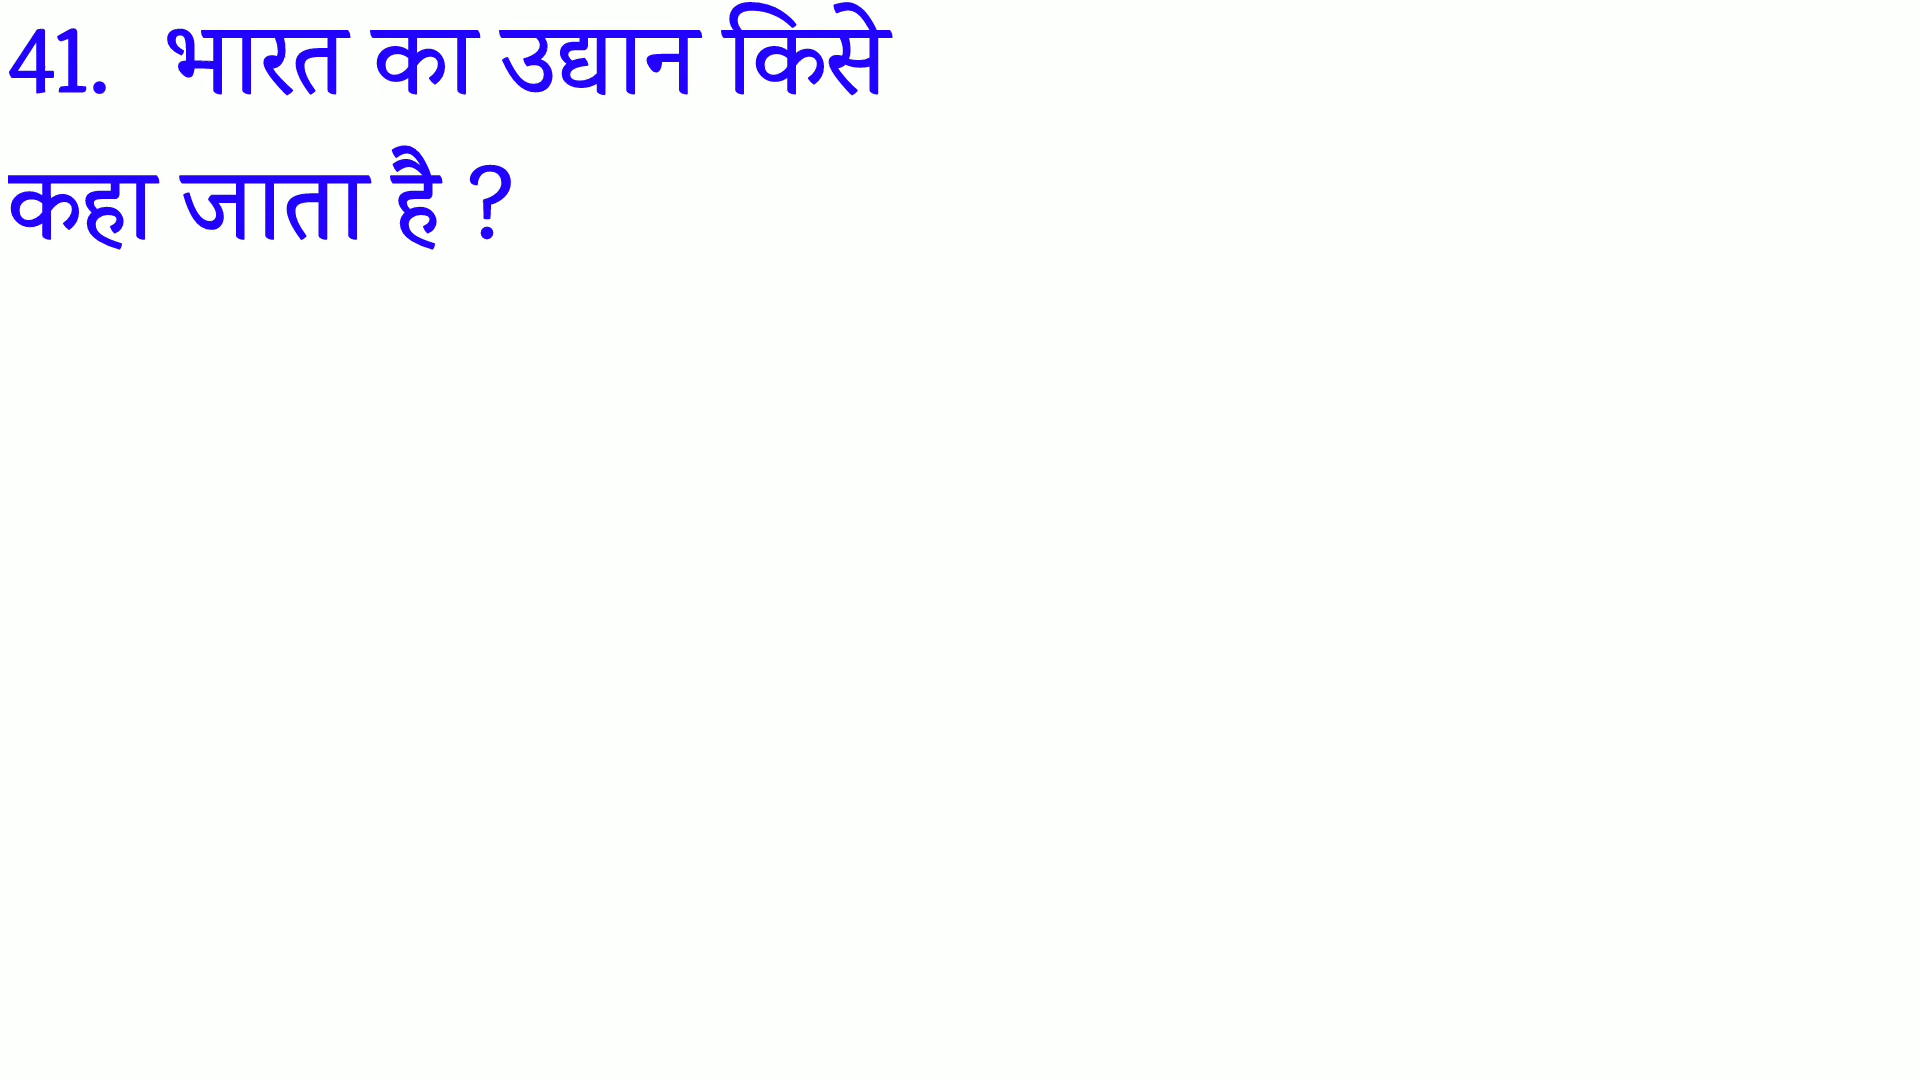 41. भारत का उद्यान किसे
कहा जाता है ?